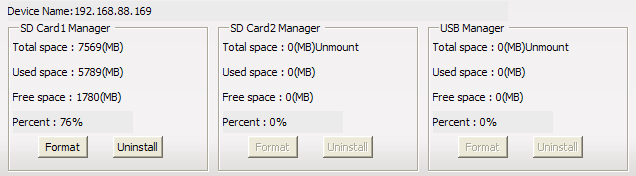 Device Name:192.168.88.169
SD Card1 Manager
Total space : 7569(MB)
Used space : 5789(MB)
Free space : 1780(MB)
Percent : 76%
Format
Uninstall
SD Card2 Manager
Total space : 0(MB)Unmount
Used space : 0(MB)
Free space : 0(MB)
Percent : 0%
Format
Uninstall
USB Manager
Total space : 0(MB)Unmount
Used space : 0(MB)
Free space : 0(MB)
Percent : 0%
Format
Uninstall